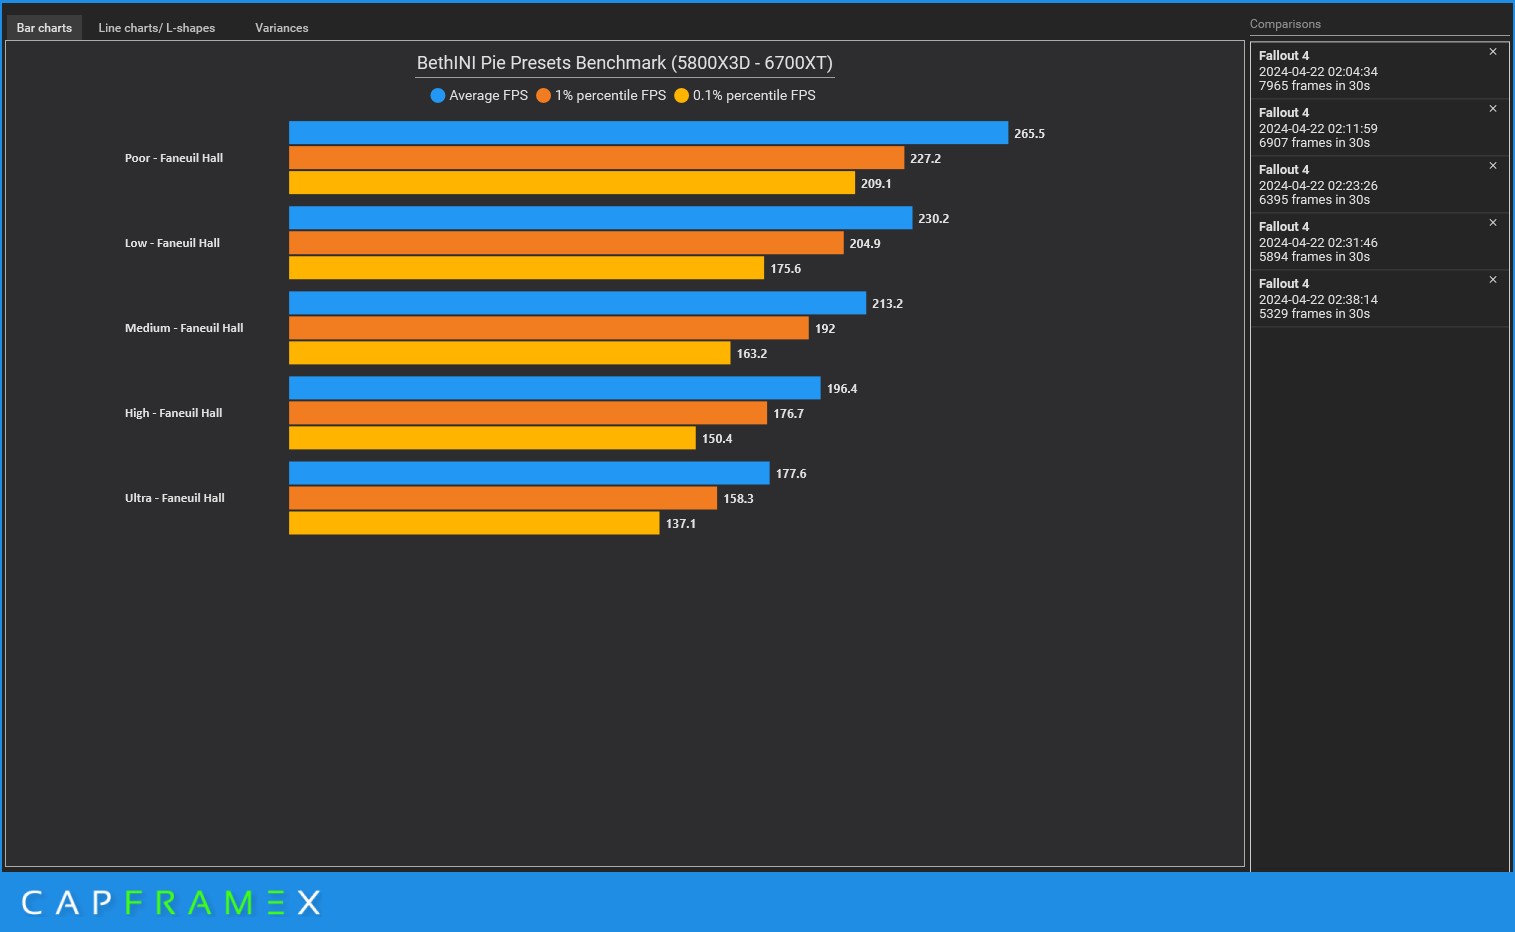 Bar charts
Line charts/ L-shapes
Variances
BethINI Pie Presets Benchmark (5800X3D - 6700XT)
Average FPS 1% percentile FPS 0.1% percentile FPS
Poor - Faneuil Hall
265.5
227.2
209.1
Low - Faneuil Hall
230.2
204.9
175.6
Medium - Faneuil Hall
213.2
192
163.2
High - Faneuil Hall
196.4
176.7
150.4
Ultra - Faneuil Hall
177.6
158.3
137.1
Comparisons
Fallout 4
2024-04-22 02:04:34
7965 frames in 30s
Fallout 4
2024-04-22 02:11:59
6907 frames in 30s
Fallout 4
2024-04-22 02:23:26
6395 frames in 30s
Fallout 4
2024-04-22 02:31:46
5894 frames in 30s
Fallout 4
2024-04-22 02:38:14
5329 frames in 30s
CAPFRAMEX